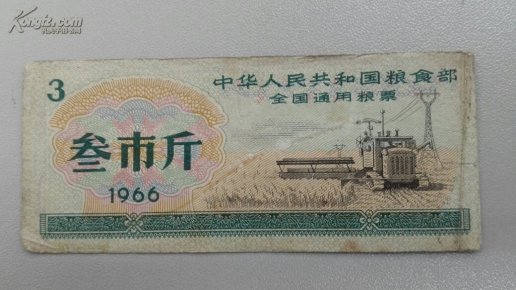 Kongfz.com
3
中华人民共和国粮食部
全国通用粮票
叁市斤
1966